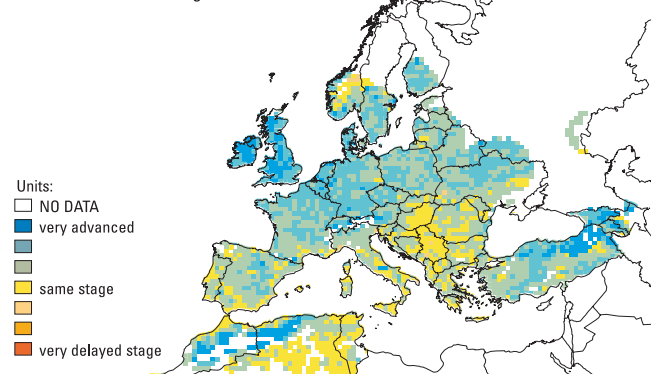 Units:
NO DATA
very advanced
same stage
very delayed stage